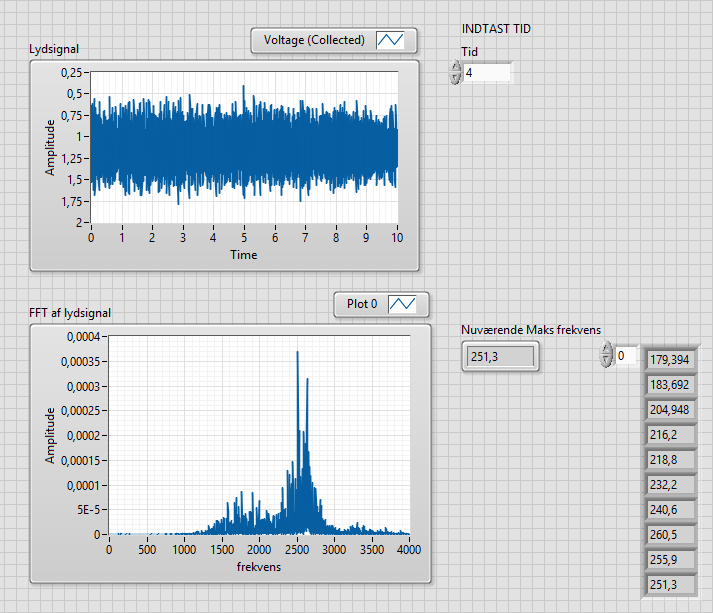 INDTAST TID
Lydsignal
Voltage (Collected)
Tid
4
0,25
0,5
0,75
1
1,25
1,5
1,75
2
Amplitude
0 1 2 3 4 5 6 7 8 9 10
Time
FFT af lydsignal
Plot 0
0,0004
0,00035
0,0003
0,00025
0,0002
0,00015
0,0001
5E-5
0
Amplitude
0 500 1000 1500 2000 2500 3000 3500 4000
frekvens
Nuværende Maks frekvens
251,3
0
179,394
183,692
204,948
216,2
218,8
232,2
240,6
260,5
255,9
251,3